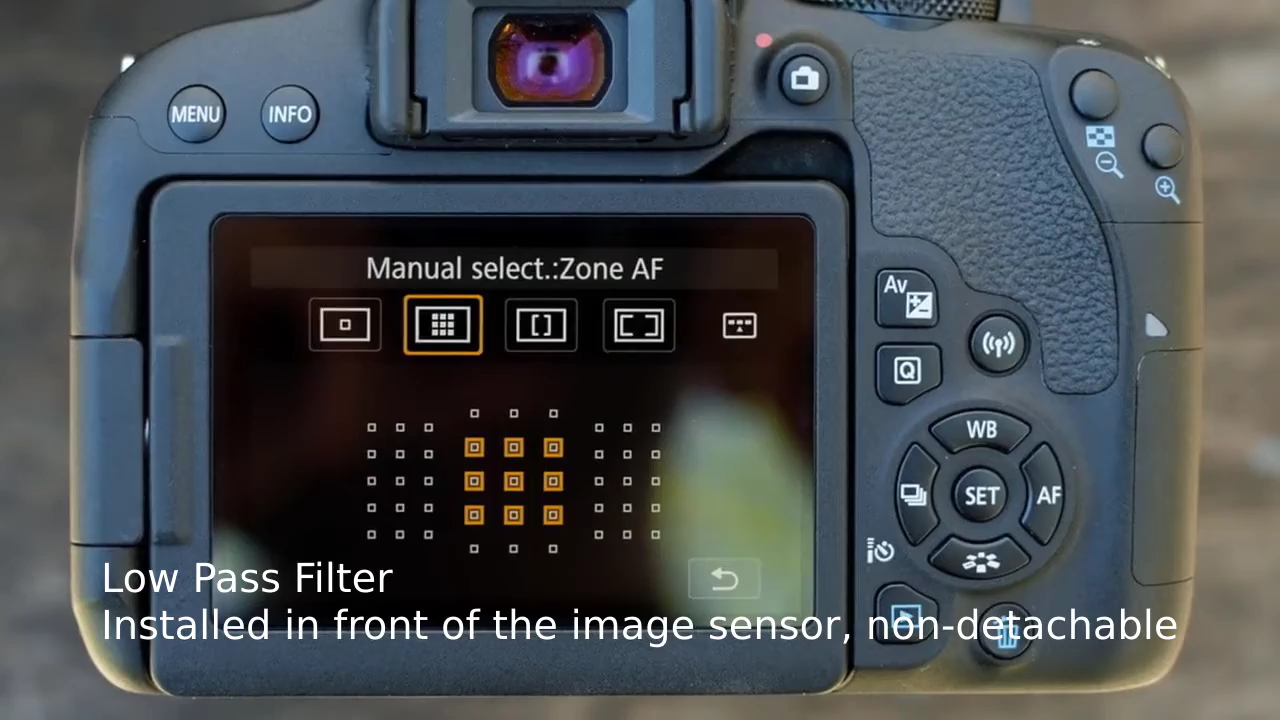 MENU INFO
Manual select.:Zone AF
Av
Q
WB
SET AF
Low Pass Filter
Installed in front of the image sensor, non-detachable